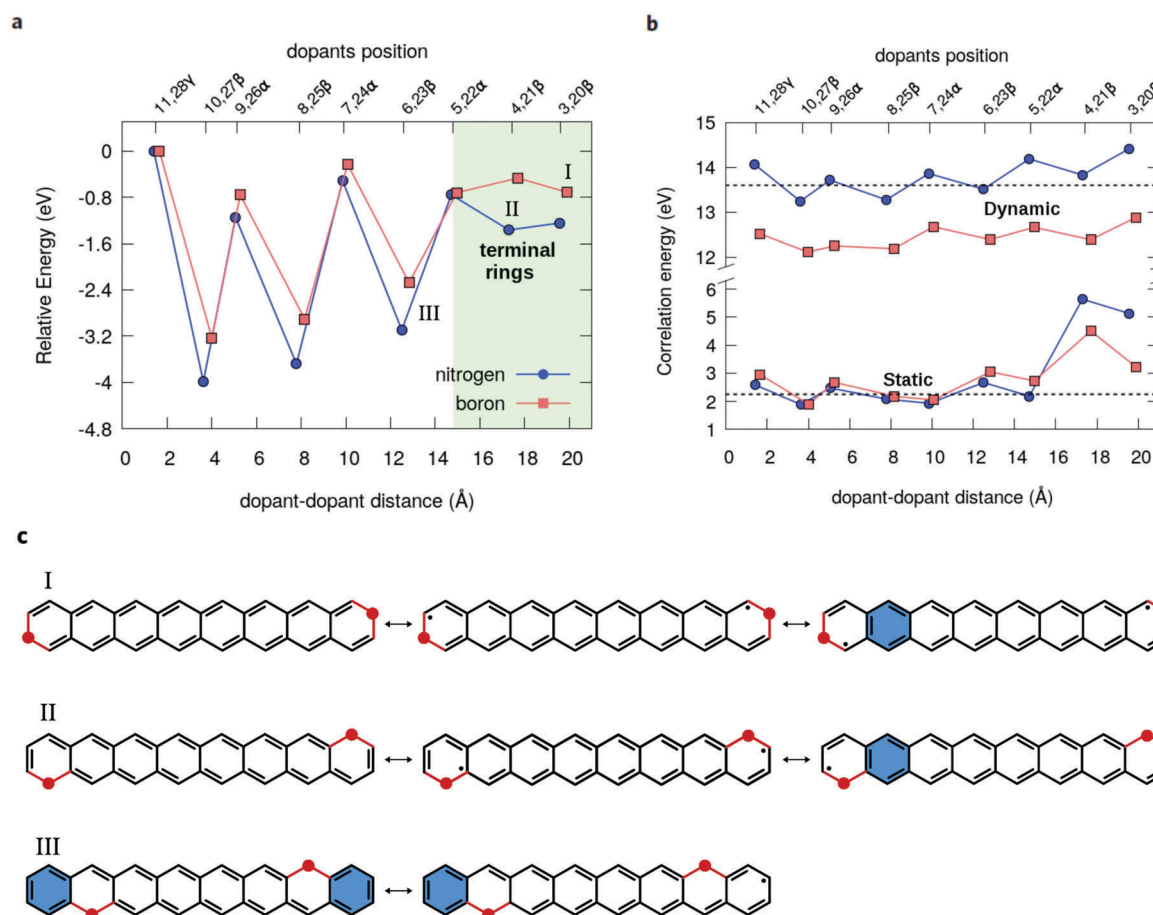 a
dopants position
11,28γ 10,27β 9,26α 8,25β 7,24α 6,23β 5,22α 4,21β 3,20β
Relative Energy (eV)
0
-0.8
-1.6
-2.4
-3.2
-4
-4.8
I
II
III
terminal
rings
nitrogen
boron
0 2 4 6 8 10 12 14 16 18 20
dopant-dopant distance (Å)
b
dopants position
11,28γ 10,27β 9,26α 8,25β 7,24α 6,23β 5,22α 4,21β 3,20β
Correlation energy (eV)
15
14
13
12
6
5
4
3
2
1
Dynamic
Static
0 2 4 6 8 10 12 14 16 18 20
dopant-dopant distance (Å)
c
I
II
III